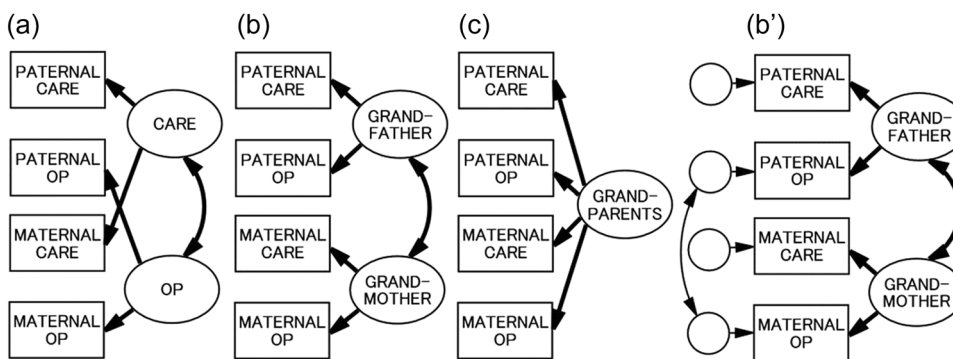 (a)
PATERNAL
CARE
PATERNAL
OP
MATERNAL
CARE
MATERNAL
OP
CARE
OP
(b)
PATERNAL
CARE
PATERNAL
OP
MATERNAL
CARE
MATERNAL
OP
GRAND-
FATHER
GRAND-
MOTHER
(c)
PATERNAL
CARE
PATERNAL
OP
MATERNAL
CARE
MATERNAL
OP
GRAND-
PARENTS
(b')
PATERNAL
CARE
PATERNAL
OP
MATERNAL
CARE
MATERNAL
OP
GRAND-
FATHER
GRAND-
MOTHER